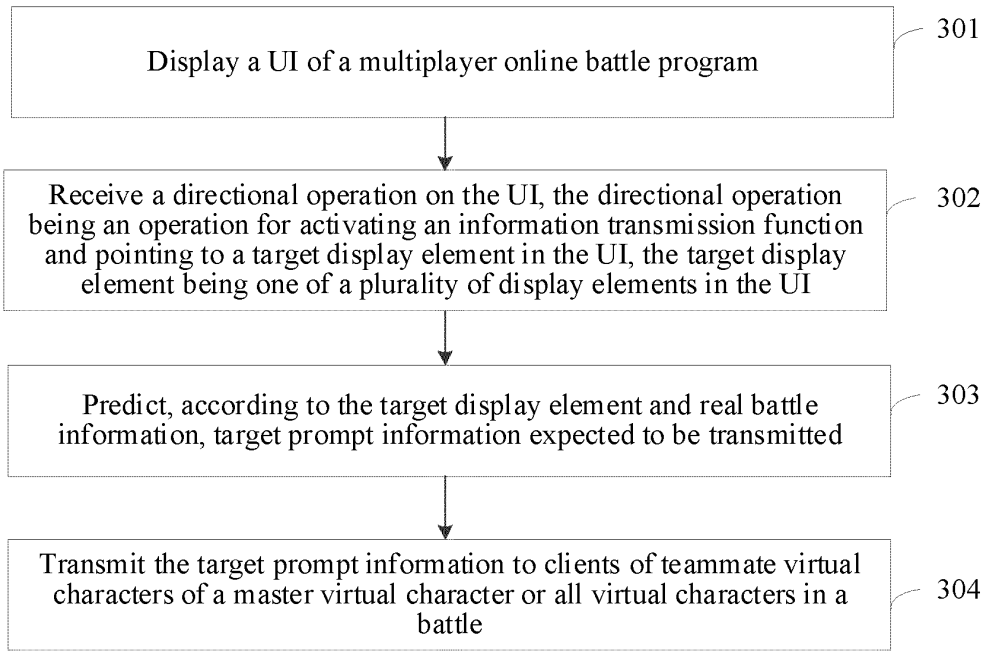 301
Display a UI of a multiplayer online battle program
302
Receive a directional operation on the UI, the directional operation
being an operation for activating an information transmission function
and pointing to a target display element in the UI, the target display
element being one of a plurality of display elements in the UI
303
Predict, according to the target display element and real battle
information, target prompt information expected to be transmitted
304
Transmit the target prompt information to clients of teammate virtual
characters of a master virtual character or all virtual characters in a
battle